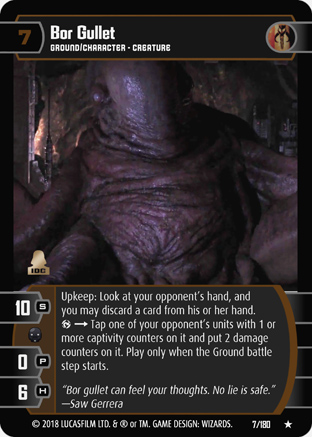 7
Bor Gullet
GROUND/CHARACTER - CREATURE
IDC
10 S
0 P
6 H
Upkeep: Look at your opponent's hand, and
you may discard a card from his or her hand.
→ Tap one of your opponent's units with 1 or
more captivity counters on it and put 2 damage
counters on it. Play only when the Ground battle
step starts.
"Bor gullet can feel your thoughts. No lie is safe."
—Saw Gerrera
© 2018 LUCASFILM LTD. & ® or TM. GAME DESIGN: WIZARDS. 7/180 ★